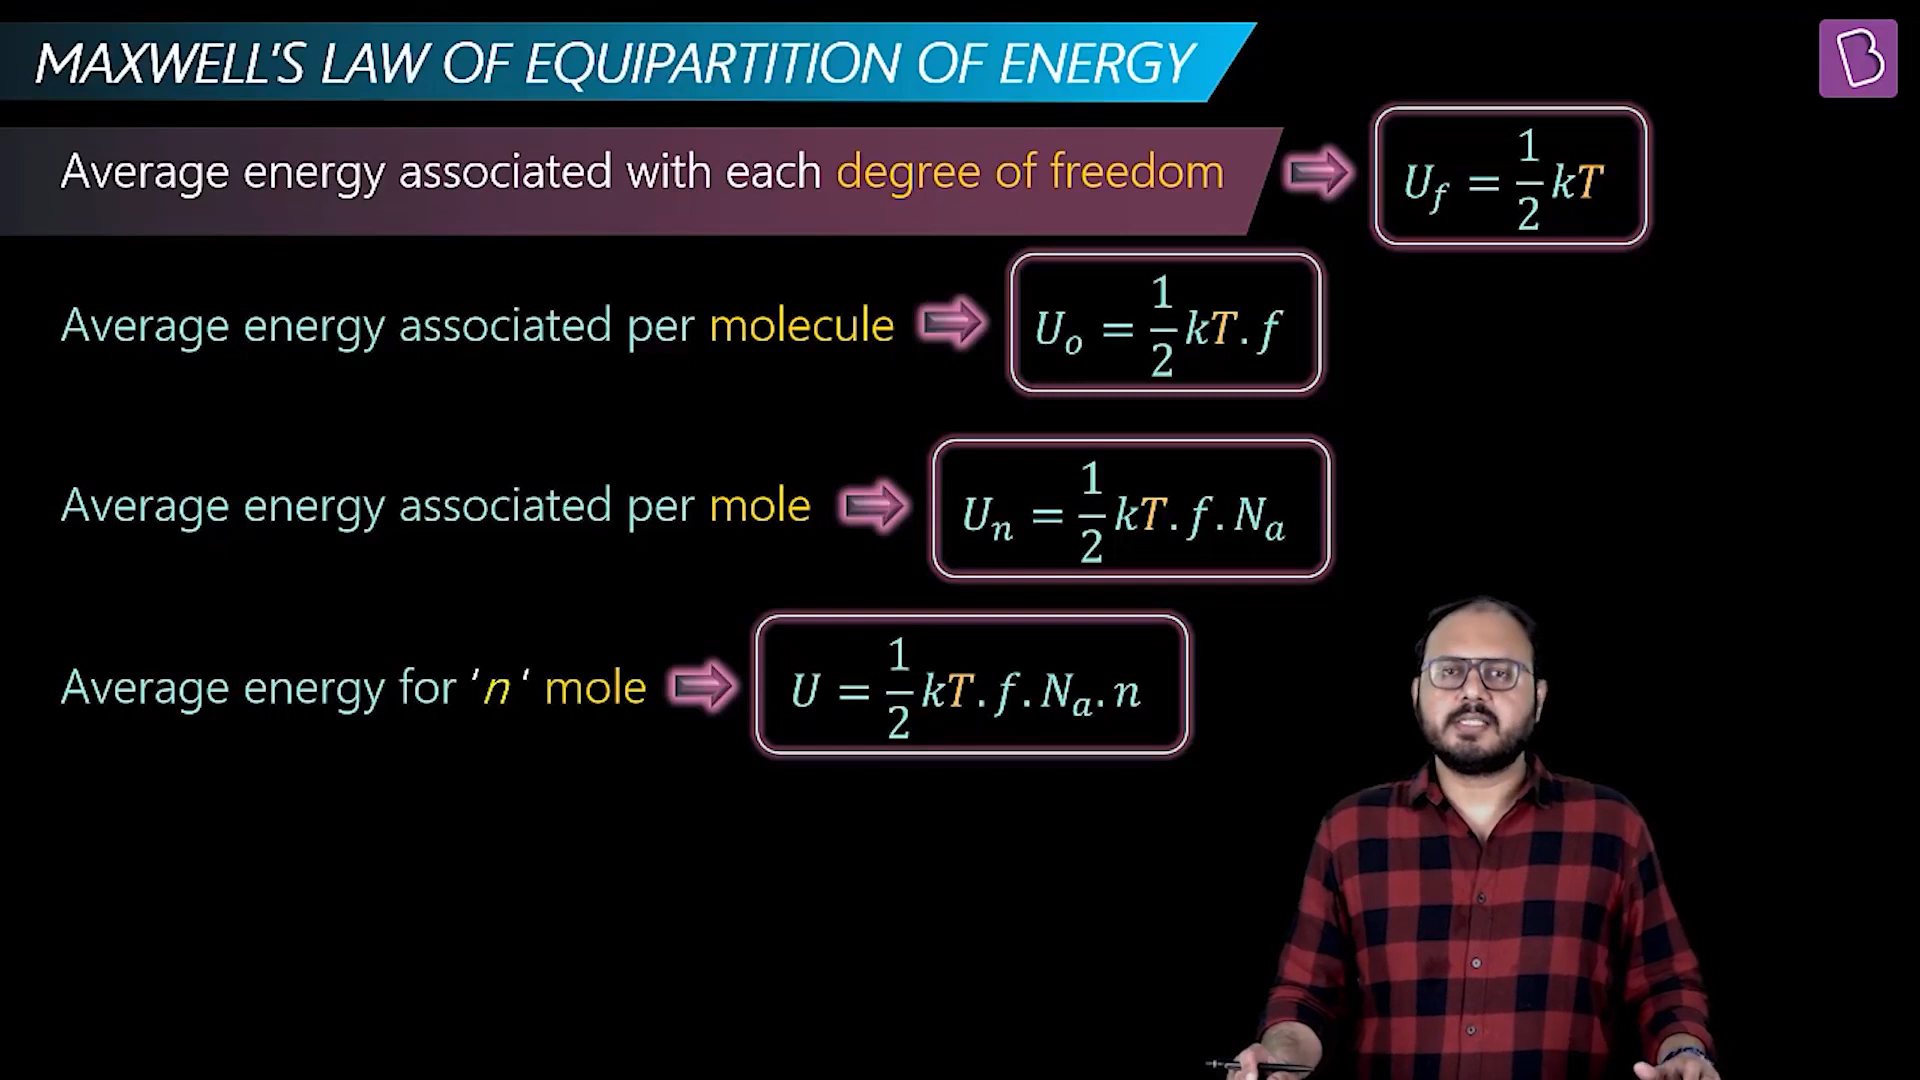 MAXWELL'S LAW OF EQUIPARTITION OF ENERGY
B
Average energy associated with each degree of freedom
U_f = 1/2 kT
Average energy associated per molecule
U_o = 1/2 kT . f
Average energy associated per mole
U_n = 1/2 kT . f . N_a
Average energy for 'n' mole
U = 1/2 kT . f . N_a . n